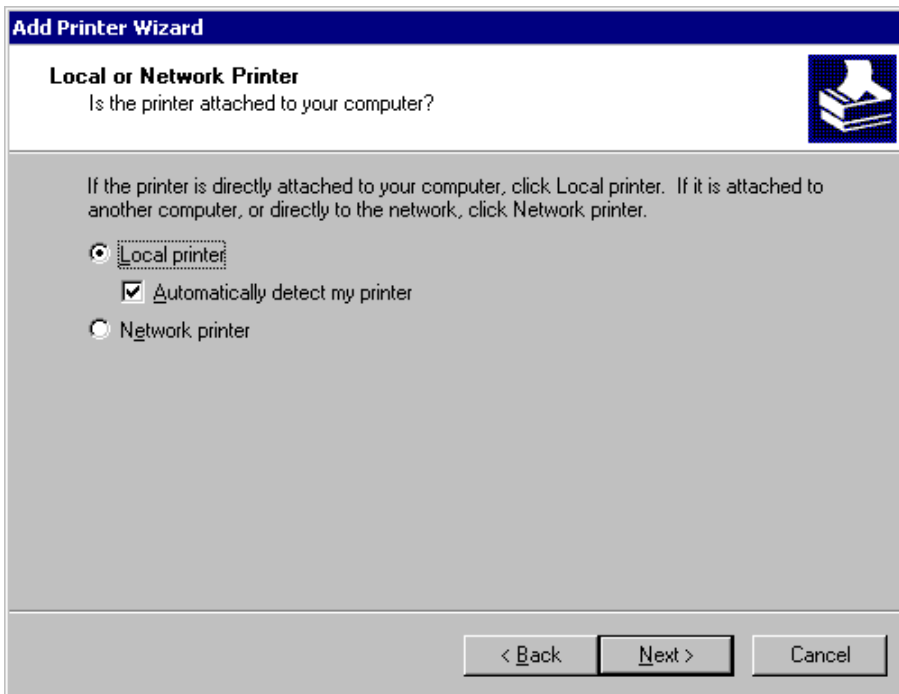 Add Printer Wizard
Local or Network Printer
Is the printer attached to your computer?
If the printer is directly attached to your computer, click Local printer.  If it is attached to
another computer, or directly to the network, click Network printer.
Local printer
Automatically detect my printer
Network printer
< Back
Next >
Cancel